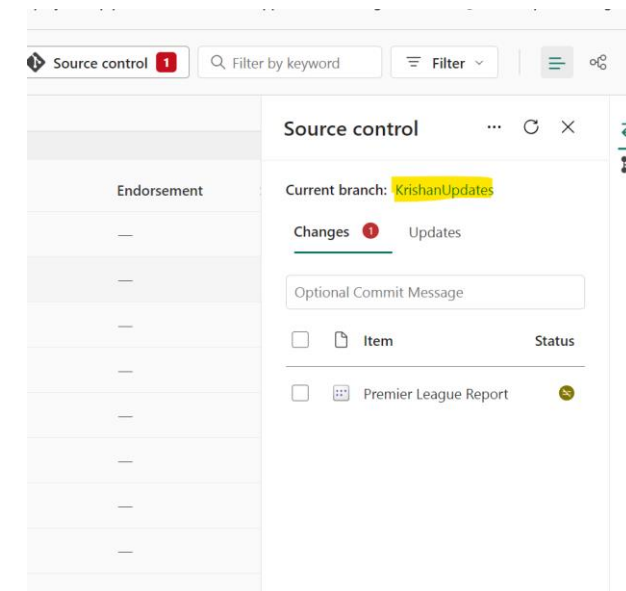 Source control 1
Filter by keyword
Filter
Source control
Current branch: KrishanUpdates
Changes 1 Updates
Endorsement
Optional Commit Message
Item Status
Premier League Report